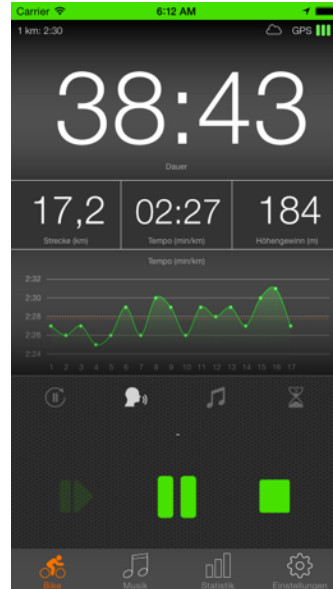 Carrier 6:12 AM
1 km: 2:30 GPS
38:43
Dauer
17,2 02:27 184
Strecke (km) Tempo (min/km) Höhengewinn (m)
Tempo (min/km)
2:32
2:30
2:28
2:26
2:24
1 2 3 4 5 6 7 8 9 10 11 12 13 14 15 16 17
-
Bike Musik Statistik Einstellungen